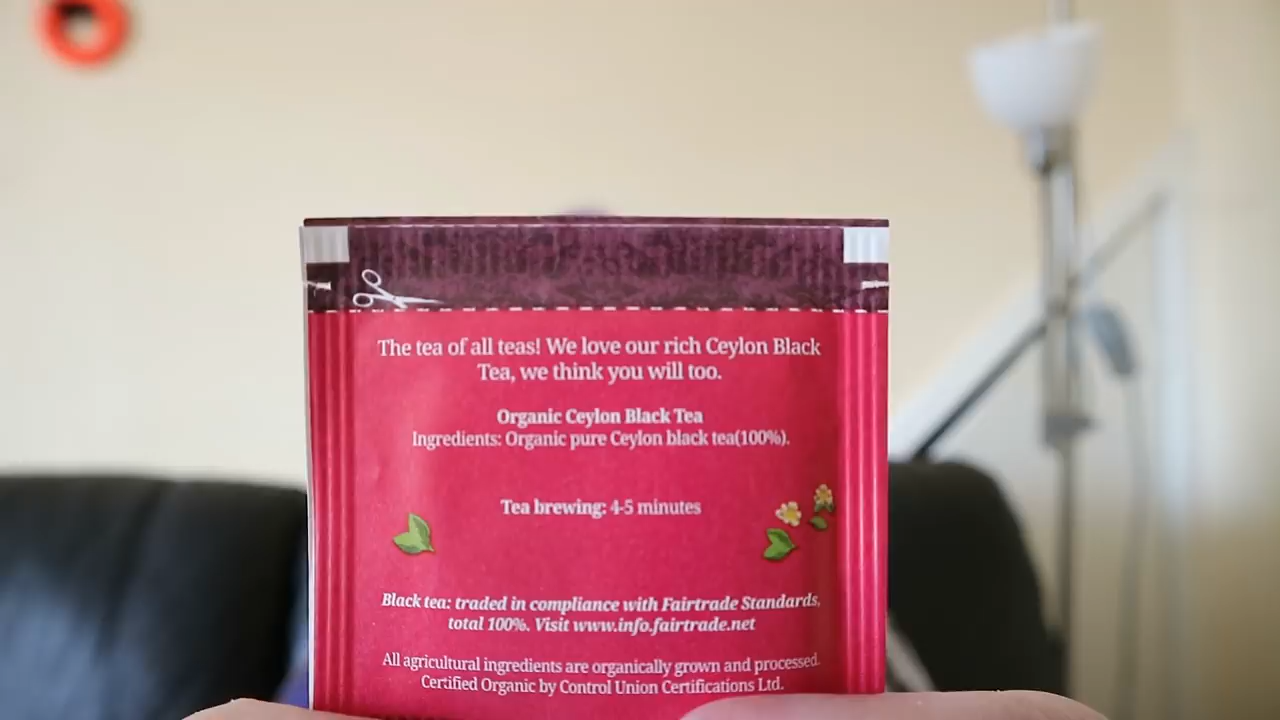 The tea of all teas! We love our rich Ceylon Black
Tea, we think you will too.
Organic Ceylon Black Tea
Ingredients: Organic pure Ceylon black tea(100%).
Tea brewing: 4-5 minutes
Black tea: traded in compliance with Fairtrade Standards,
total 100%. Visit www.info.fairtrade.net
All agricultural ingredients are organically grown and processed.
Certified Organic by Control Union Certifications Ltd.